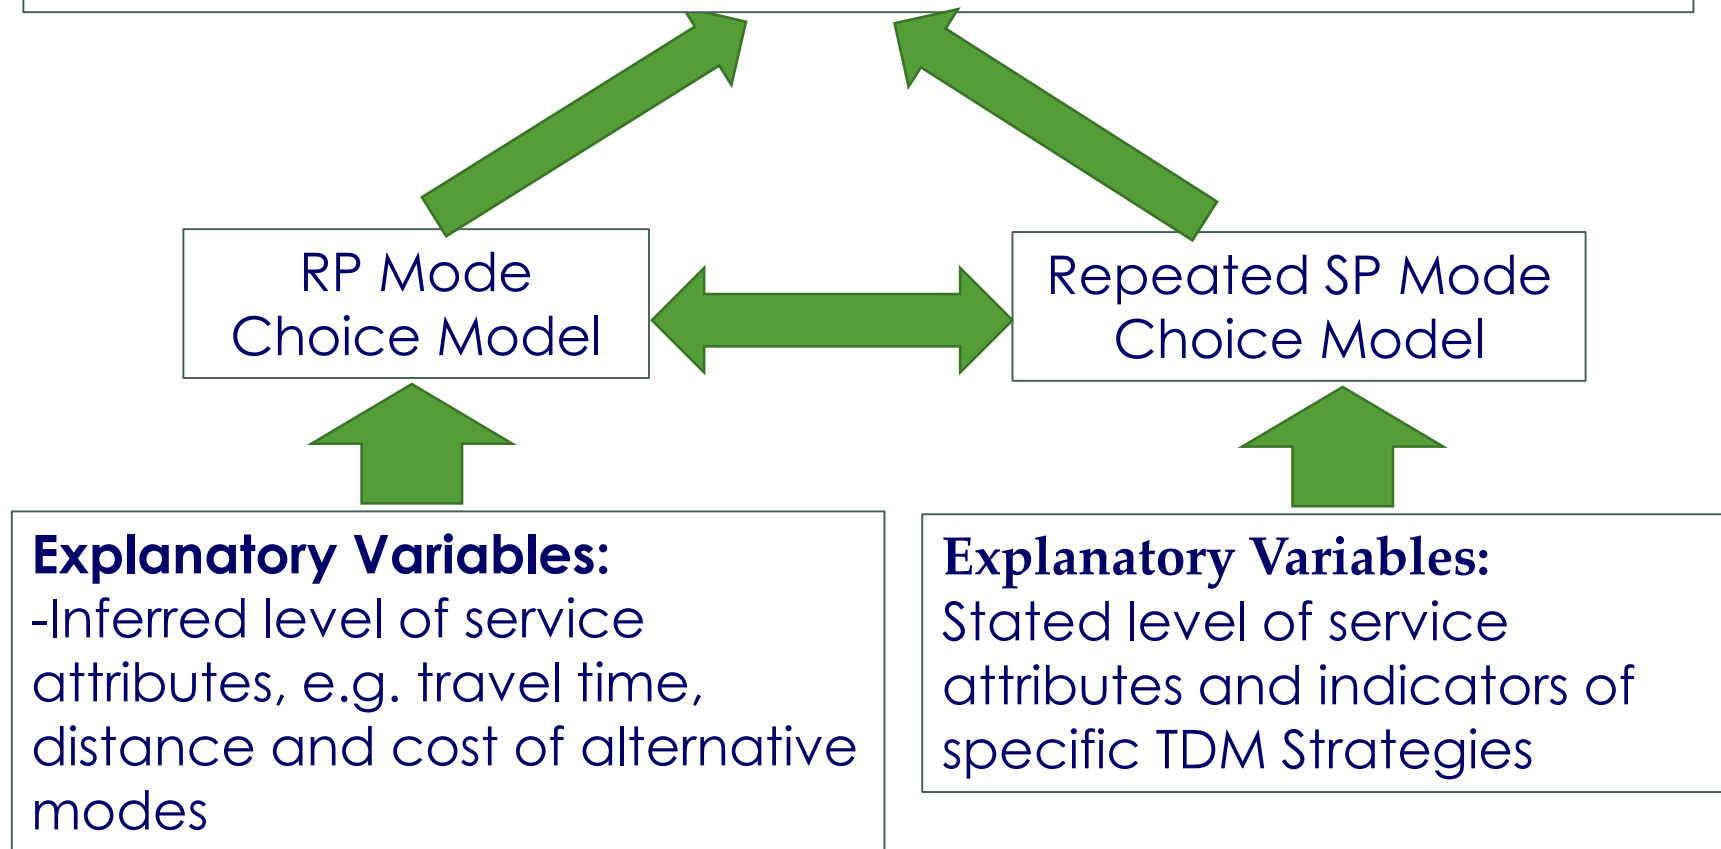 RP Mode
Choice Model
Repeated SP Mode
Choice Model
Explanatory Variables:
-Inferred level of service
attributes, e.g. travel time,
distance and cost of alternative
modes
Explanatory Variables:
Stated level of service
attributes and indicators of
specific TDM Strategies